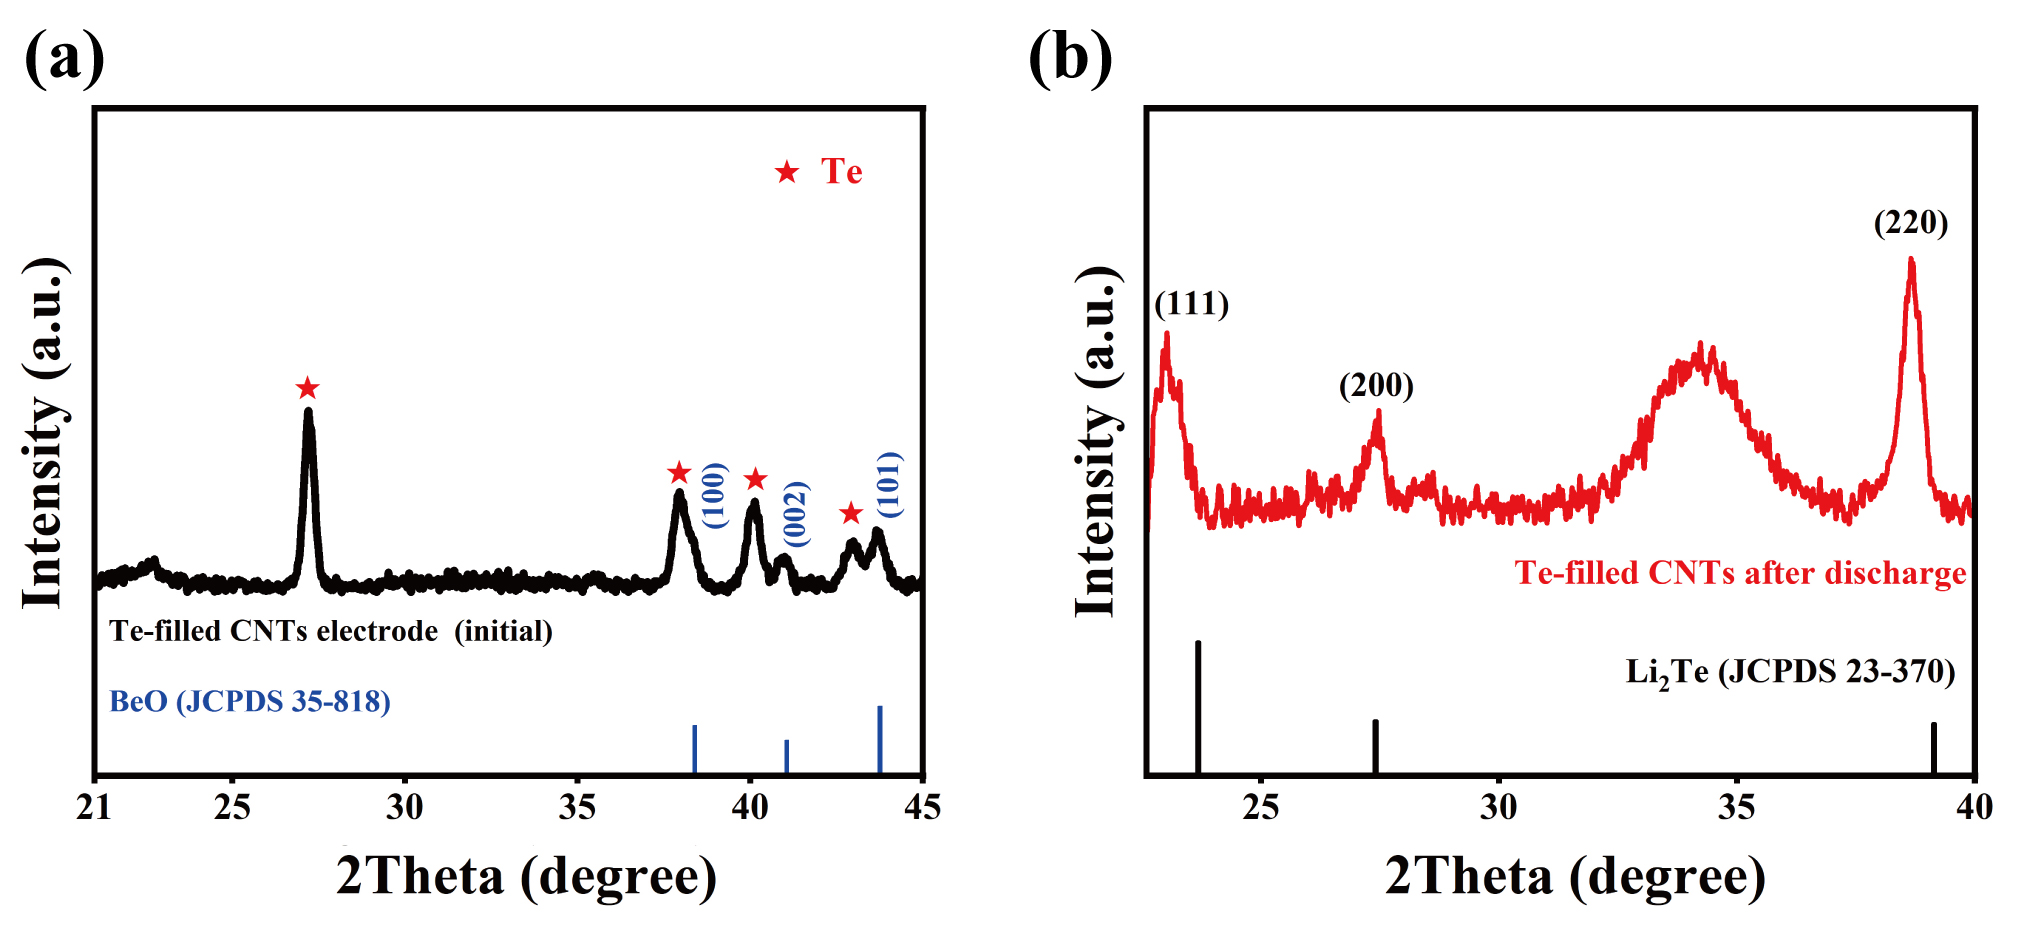 (a)
Intensity (a.u.)
★ Te
(100)
(002)
(101)
Te-filled CNTs electrode (initial)
BeO (JCPDS 35-818)
21 25 30 35 40 45
2Theta (degree)
(b)
Intensity (a.u.)
(111)
(200)
(220)
Te-filled CNTs after discharge
Li₂Te (JCPDS 23-370)
25 30 35 40
2Theta (degree)